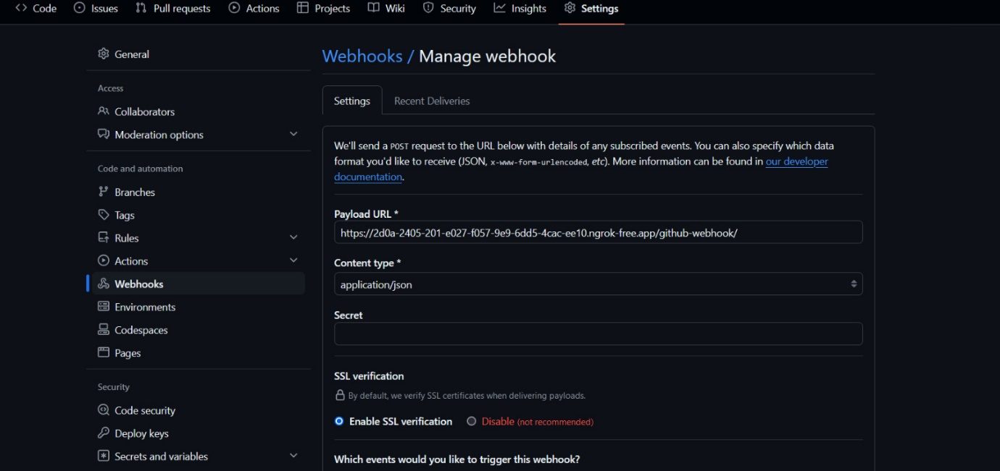 Code Issues Pull requests Actions Projects Wiki Security Insights Settings
General
Access
Collaborators
Moderation options
Code and automation
Branches
Tags
Rules
Actions
Webhooks
Environments
Codespaces
Pages
Security
Code security
Deploy keys
Secrets and variables
Webhooks / Manage webhook
Settings Recent Deliveries
We'll send a POST request to the URL below with details of any subscribed events. You can also specify which data
format you'd like to receive (JSON, x-www-form-urlencoded, etc). More information can be found in our developer
documentation.
Payload URL *
https://2d0a-2405-201-e027-f057-9e9-6dd5-4cac-ee10.ngrok-free.app/github-webhook/
Content type *
application/json
Secret
SSL verification
By default, we verify SSL certificates when delivering payloads.
Enable SSL verification Disable (not recommended)
Which events would you like to trigger this webhook?